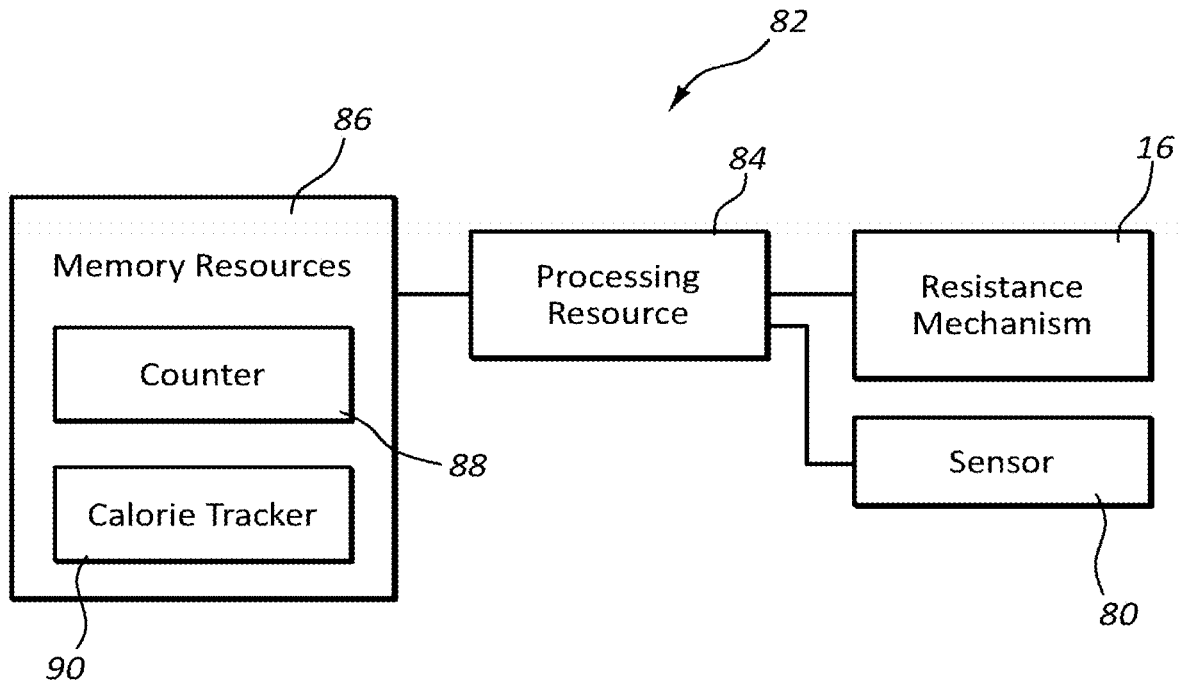 82
86
84
16
Memory Resources
Processing
Resource
Resistance
Mechanism
Counter
88
Sensor
Calorie Tracker
80
90